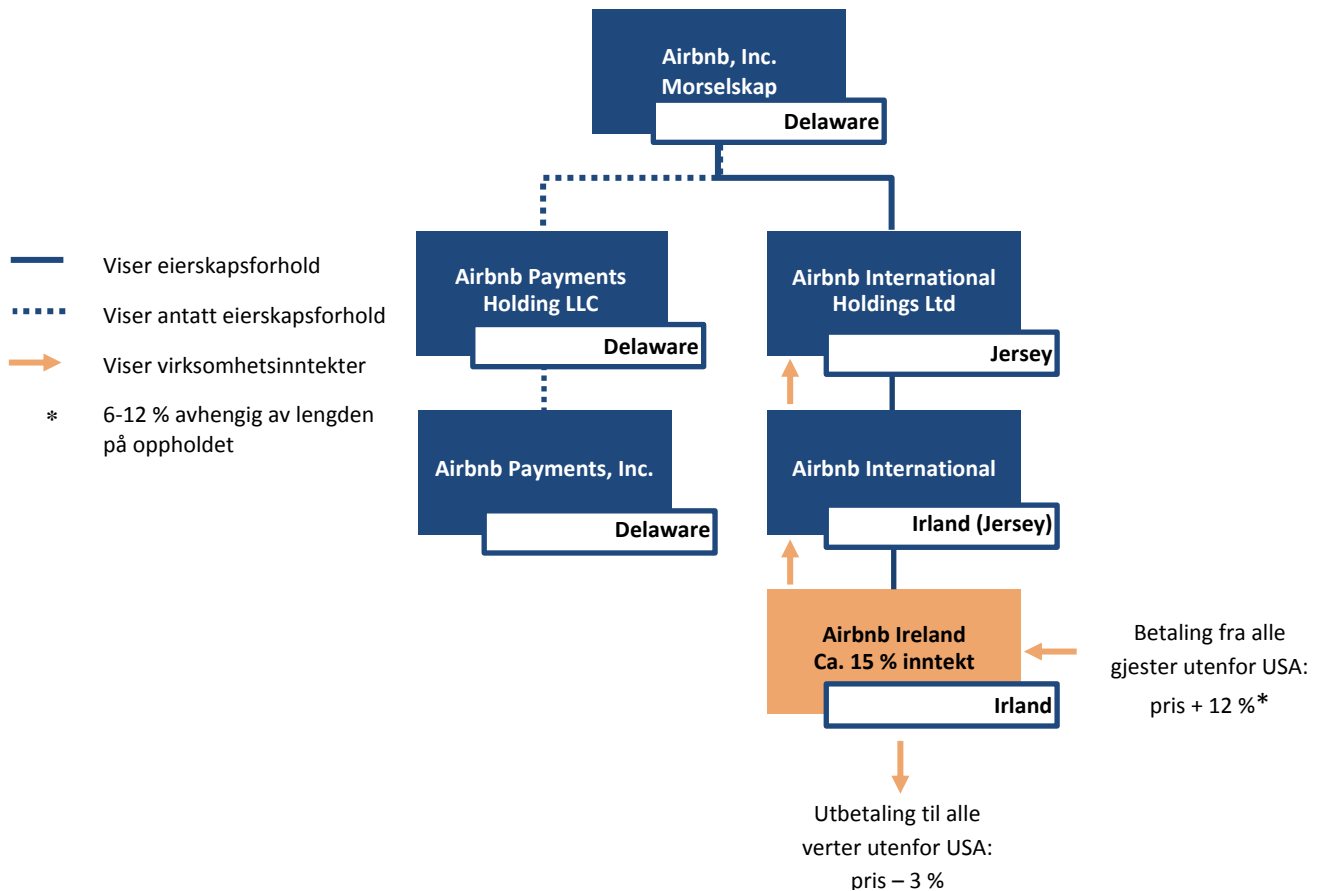 Airbnb, Inc.
Morselskap
Delaware
Airbnb Payments
Holding LLC
Delaware
Airbnb International
Holdings Ltd
Jersey
Viser eierskapsforhold
Viser antatt eierskapsforhold
Viser virksomhetsinntekter
* 6-12 % avhengig av lengden
på oppholdet
Airbnb Payments, Inc.
Delaware
Airbnb International
Irland (Jersey)
Airbnb Ireland
Ca. 15 % inntekt
Irland
Betaling fra alle
gjester utenfor USA:
pris + 12 %*
Utbetaling til alle
verter utenfor USA:
pris – 3 %